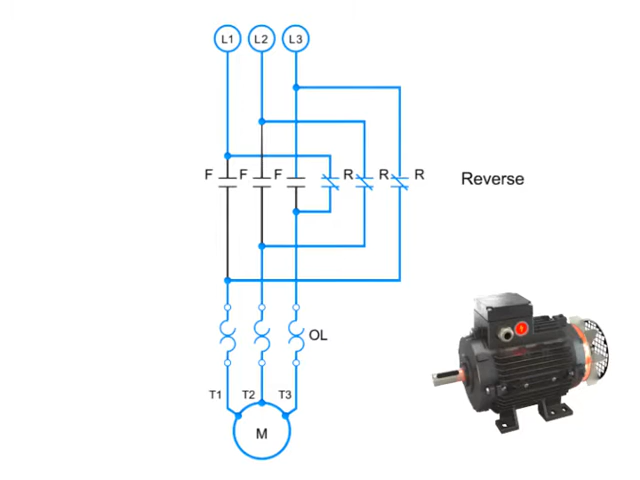 L1 L2 L3
F F F R R R Reverse
OL
T1 T2 T3
M